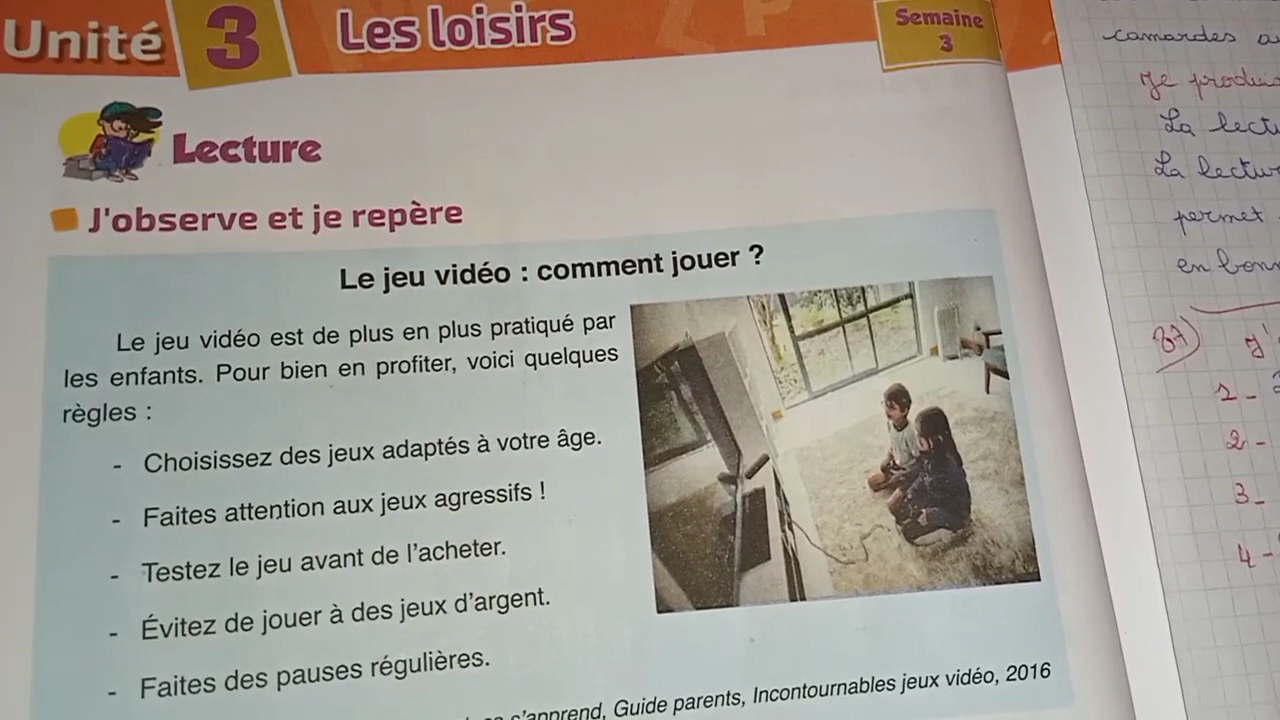 Unité 3 Les loisirs
Semaine
3
Lecture
J'observe et je repère
Le jeu vidéo : comment jouer ?
Le jeu vidéo est de plus en plus pratiqué par
les enfants. Pour bien en profiter, voici quelques
règles :
- Choisissez des jeux adaptés à votre âge.
- Faites attention aux jeux agressifs !
- Testez le jeu avant de l'acheter.
- Évitez de jouer à des jeux d'argent.
- Faites des pauses régulières.
s'apprend, Guide parents, Incontournables jeux vidéo, 2016
camardes
Je
La
La
permet
en
1-
2-
3-
4-